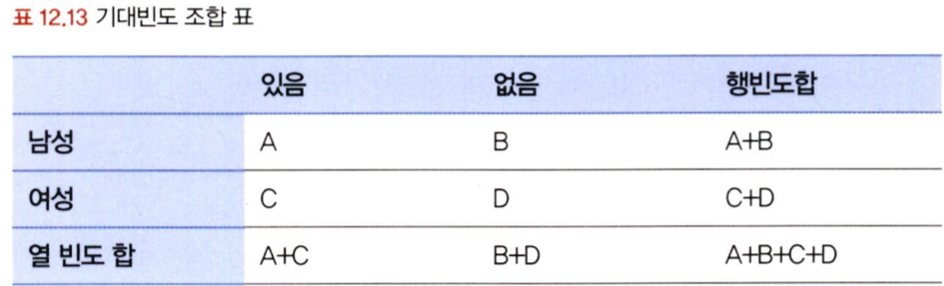 표 12.13 기대빈도 조합 표
있음 없음 행빈도합
남성 A B A+B
여성 C D C+D
열 빈도 합 A+C B+D A+B+C+D